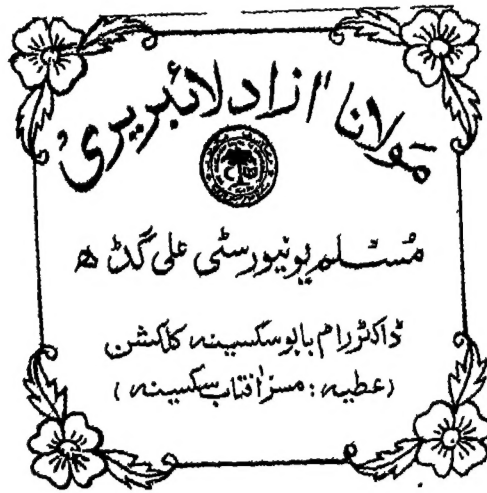 مولانا آزاد لائبریری
مسلم یونیورسٹی علی گڈھ
ڈاکٹر رام بابو سکسینہ کلکشن
(عطیہ: مسز آفتاب سکسینہ)